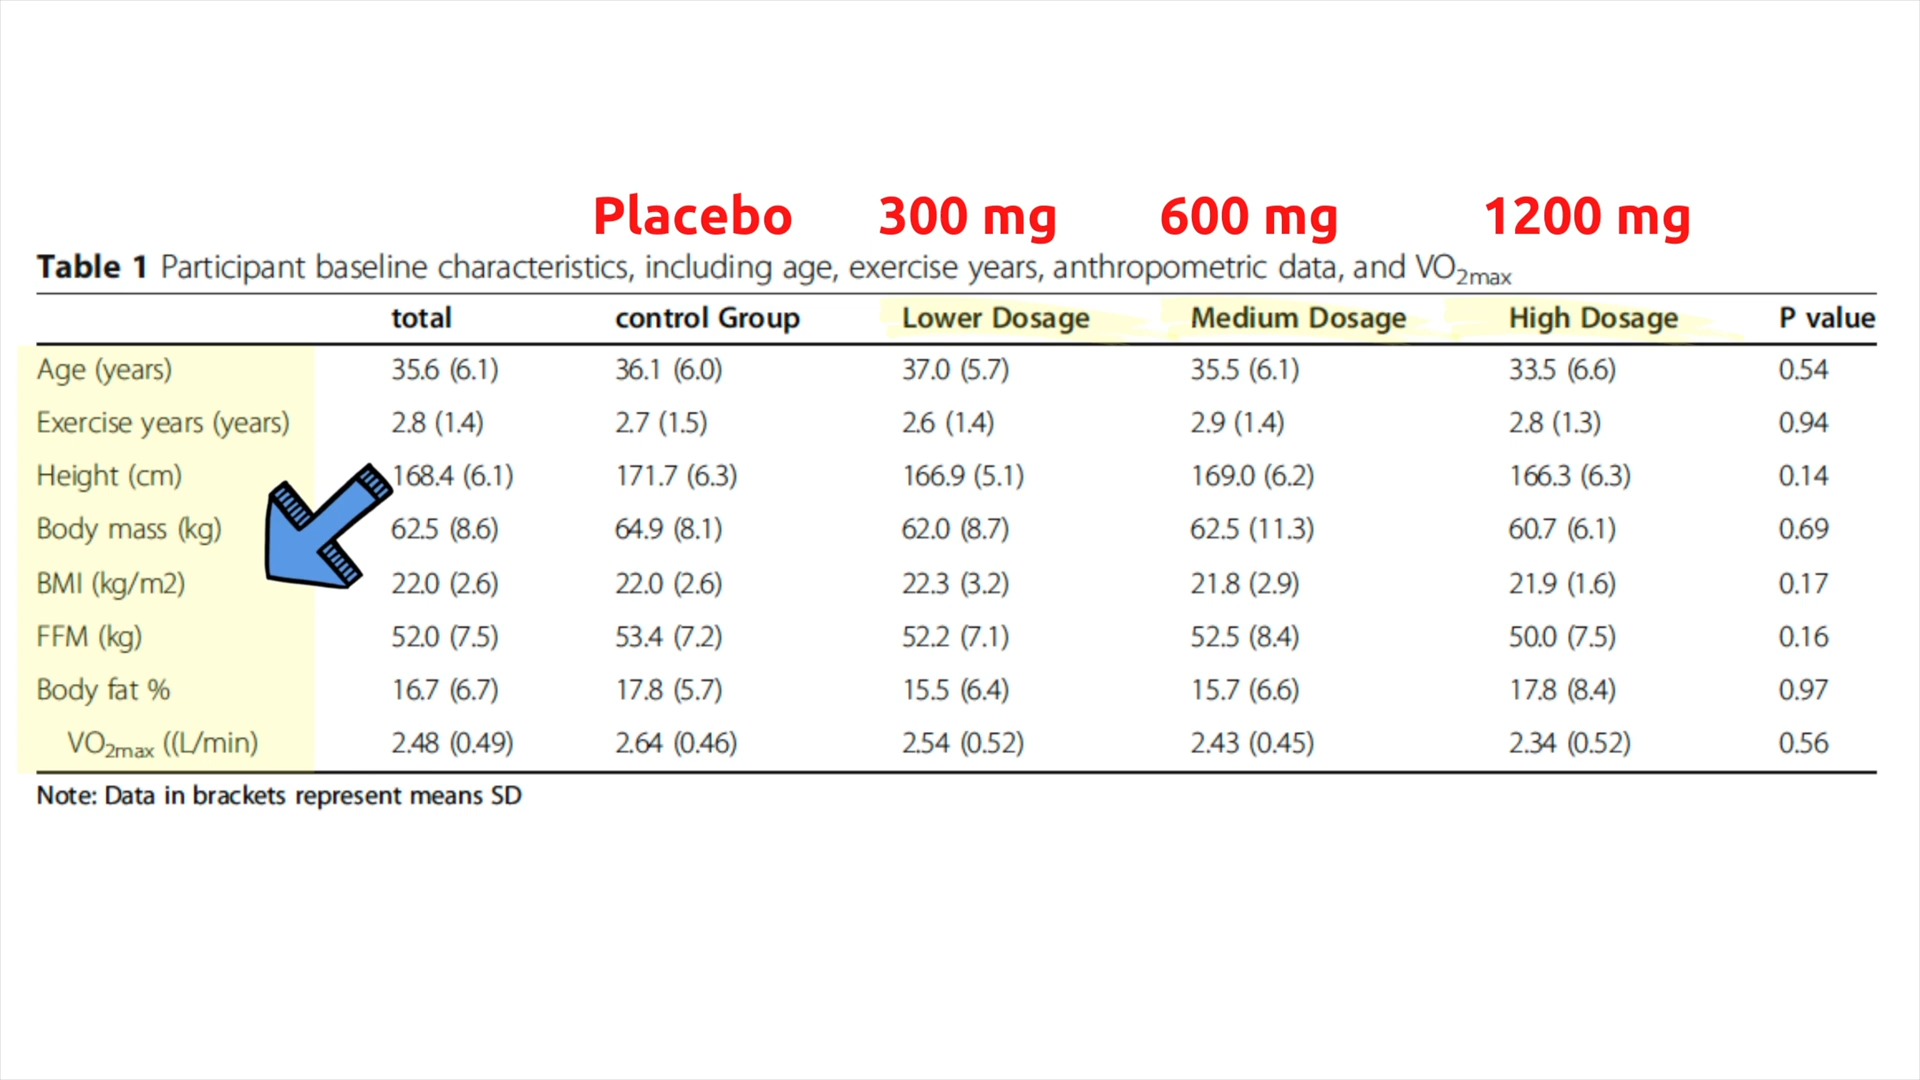 Placebo 300 mg 600 mg 1200 mg
Table 1 Participant baseline characteristics, including age, exercise years, anthropometric data, and VO2max
total control Group Lower Dosage Medium Dosage High Dosage P value
Age (years) 35.6 (6.1) 36.1 (6.0) 37.0 (5.7) 35.5 (6.1) 33.5 (6.6) 0.54
Exercise years (years) 2.8 (1.4) 2.7 (1.5) 2.6 (1.4) 2.9 (1.4) 2.8 (1.3) 0.94
Height (cm) 168.4 (6.1) 171.7 (6.3) 166.9 (5.1) 169.0 (6.2) 166.3 (6.3) 0.14
Body mass (kg) 62.5 (8.6) 64.9 (8.1) 62.0 (8.7) 62.5 (11.3) 60.7 (6.1) 0.69
BMI (kg/m2) 22.0 (2.6) 22.0 (2.6) 22.3 (3.2) 21.8 (2.9) 21.9 (1.6) 0.17
FFM (kg) 52.0 (7.5) 53.4 (7.2) 52.2 (7.1) 52.5 (8.4) 50.0 (7.5) 0.16
Body fat % 16.7 (6.7) 17.8 (5.7) 15.5 (6.4) 15.7 (6.6) 17.8 (8.4) 0.97
VO2max ((L/min) 2.48 (0.49) 2.64 (0.46) 2.54 (0.52) 2.43 (0.45) 2.34 (0.52) 0.56
Note: Data in brackets represent means SD